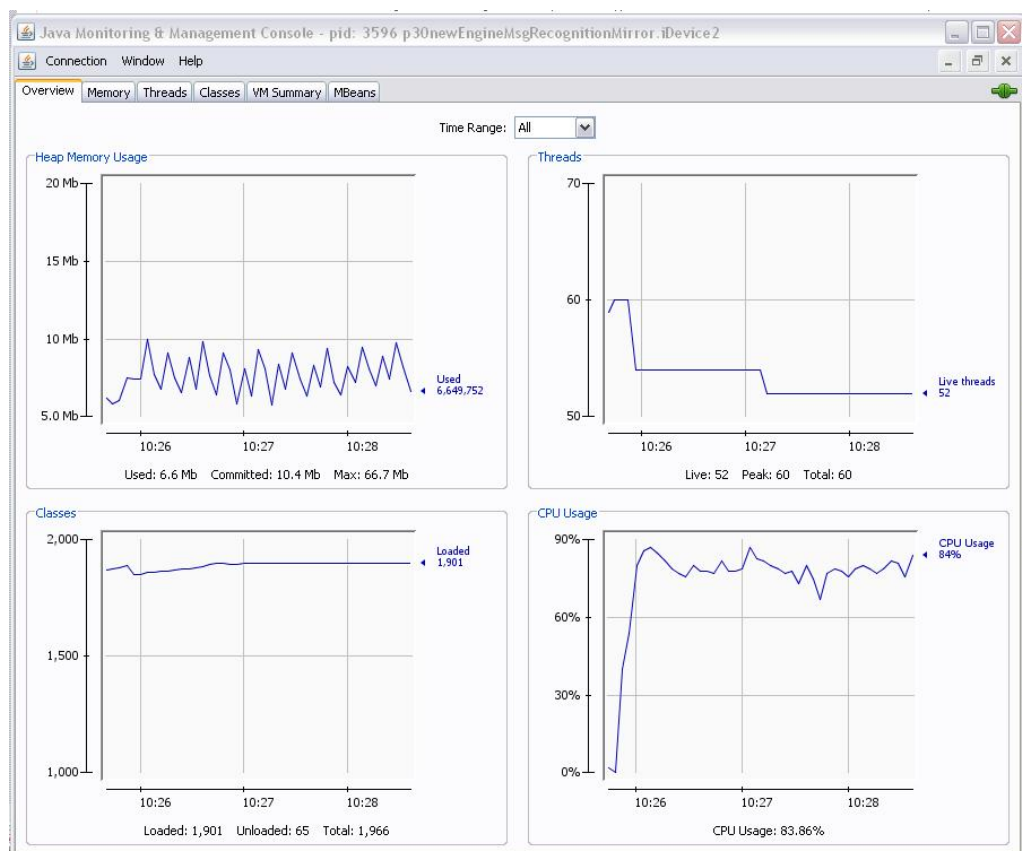 Java Monitoring & Management Console - pid: 3596 p30newEngineMsgRecognitionMirror.iDevice2
Connection Window Help
Overview Memory Threads Classes VM Summary MBeans
Time Range: All
Heap Memory Usage
20 Mb
15 Mb
10 Mb
5.0 Mb
Used
6,649,752
10:26 10:27 10:28
Used: 6.6 Mb Committed: 10.4 Mb Max: 66.7 Mb
Threads
70
60
50
Live threads
52
10:26 10:27 10:28
Live: 52 Peak: 60 Total: 60
Classes
2,000
1,500
1,000
Loaded
1,901
10:26 10:27 10:28
Loaded: 1,901 Unloaded: 65 Total: 1,966
CPU Usage
90%
60%
30%
0%
CPU Usage
84%
10:26 10:27 10:28
CPU Usage: 83.86%